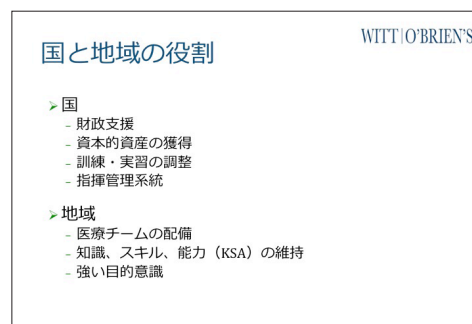 国と地域の役割
WITT|O'BRIEN'S
国
- 財政支援
- 資本的資産の獲得
- 訓練・実習の調整
- 指揮管理系統
地域
- 医療チームの配備
- 知識、スキル、能力（KSA）の維持
- 強い目的意識